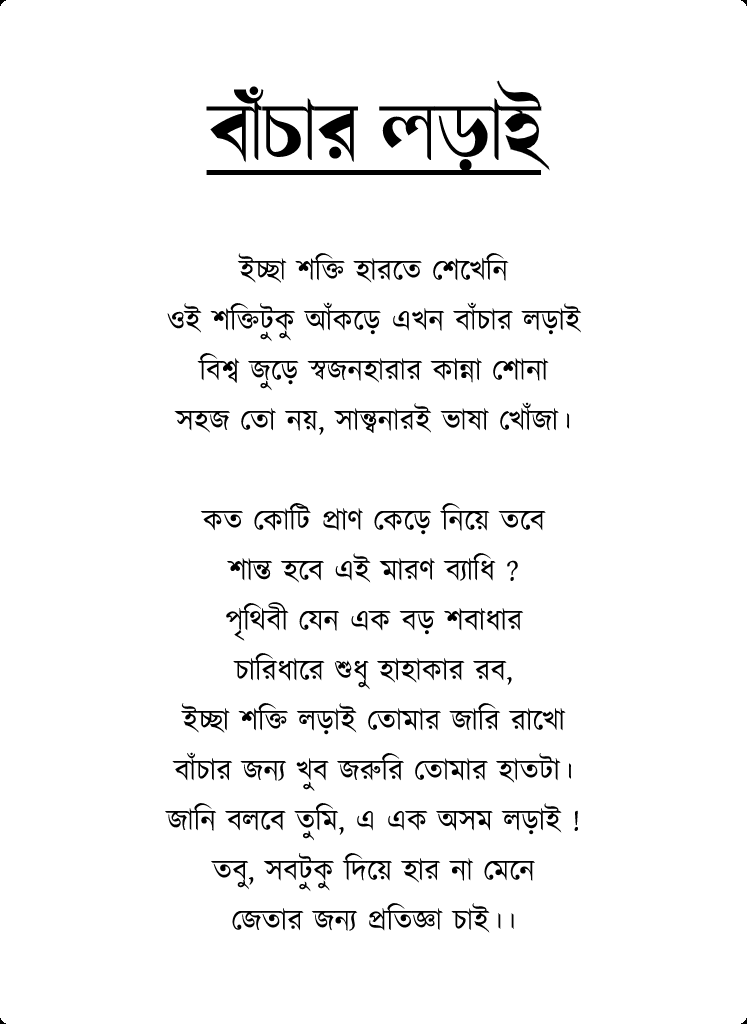 বাঁচার লড়াই
ইচ্ছা শক্তি হারতে শেখেনি
ওই শক্তিটুকু আঁকড়ে এখন বাঁচার লড়াই
বিশ্ব জুড়ে স্বজনহারার কান্না শোনা
সহজ তো নয়, সান্ত্বনারই ভাষা খোঁজা।
কত কোটি প্রাণ কেড়ে নিয়ে তবে
শান্ত হবে এই মারণ ব্যাধি ?
পৃথিবী যেন এক বড় শবাধার
চারিধারে শুধু হাহাকার রব,
ইচ্ছা শক্তি লড়াই তোমার জারি রাখো
বাঁচার জন্য খুব জরুরি তোমার হাতটা।
জানি বলবে তুমি, এ এক অসম লড়াই !
তবু, সবটুকু দিয়ে হার না মেনে
জেতার জন্য প্রতিজ্ঞা চাই।।